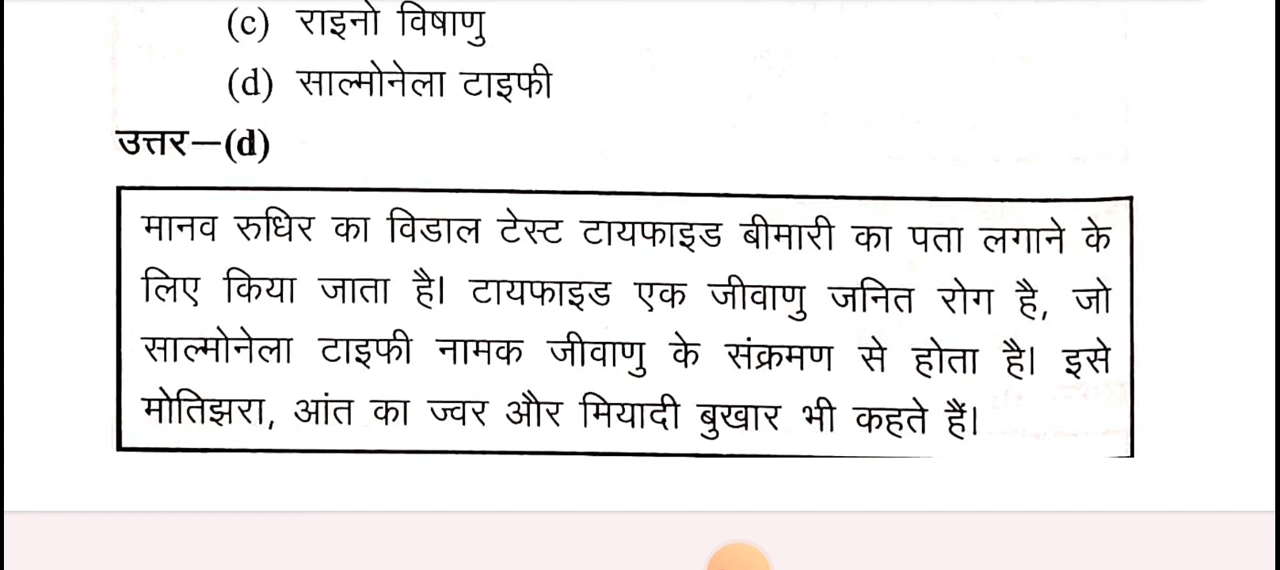 (c) राइनो विषाणु
(d) साल्मोनेला टाइफी
उत्तर–(d)
मानव रुधिर का विडाल टेस्ट टायफाइड बीमारी का पता लगाने के
लिए किया जाता है। टायफाइड एक जीवाणु जनित रोग है, जो
साल्मोनेला टाइफी नामक जीवाणु के संक्रमण से होता है। इसे
मोतिझरा, आंत का ज्वर और मियादी बुखार भी कहते हैं।